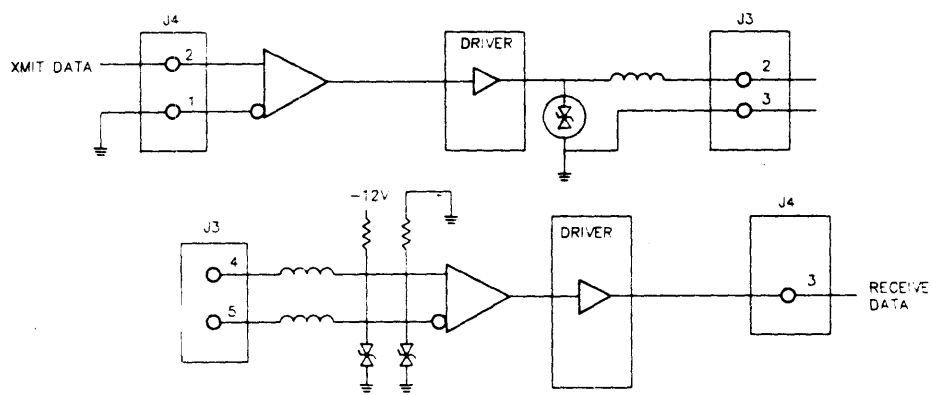 J4
DRIVER
J3
XMIT DATA
2
1
2
3
-12V
J3
4
5
DRIVER
J4
3
RECEIVE
DATA